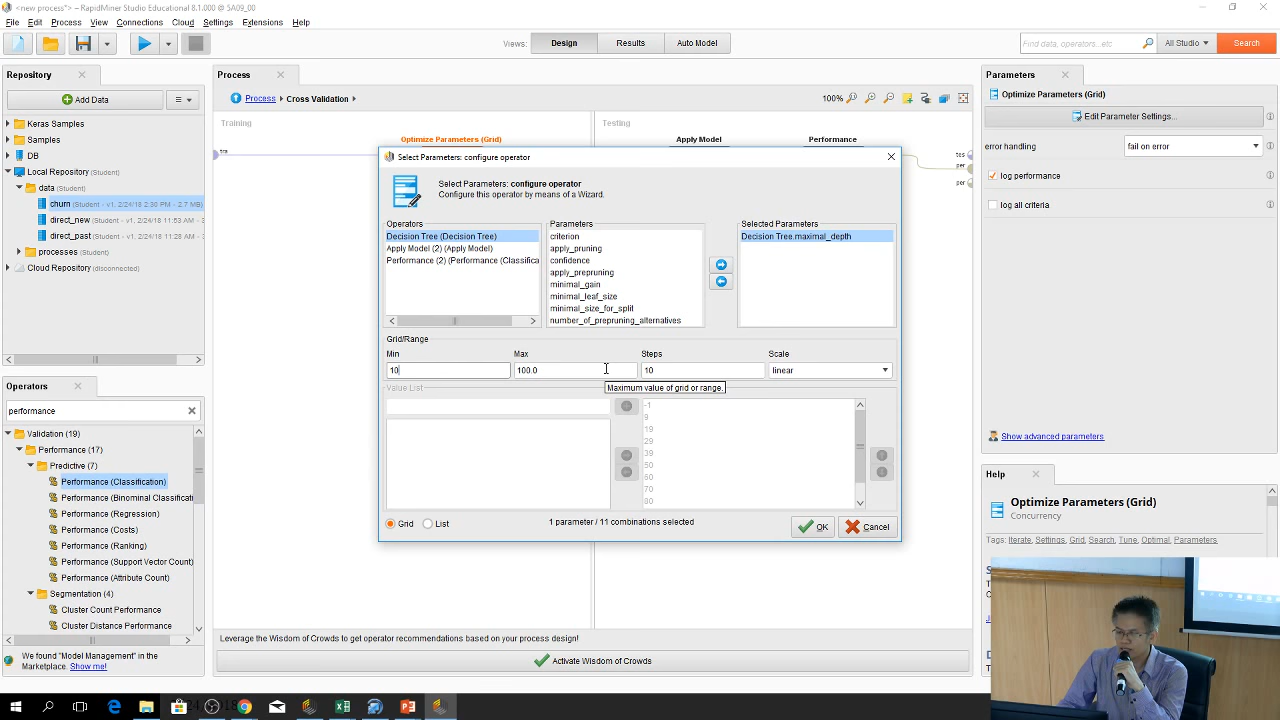 <new process*> — RapidMiner Studio Educational 8.1.000 @ SA09_00
File Edit Process View Connections Cloud Settings Extensions Help
Views: Design Results Auto Model
Find data, operators...etc All Studio Search
Repository
Add Data
Keras Samples
Samples
DB
Local Repository (Student)
data (Student)
churn - v1, 2/24/18 2:30 PM - 2.7 MB)
direct_new - v1, 2/24/18 11:53 AM
direct_past - v1, 2/24/18 11:28 AM
processes (Student)
Cloud Repository (disconnected)
Operators
performance
Validation (19)
Performance (17)
Predictive (7)
Performance (Classification)
Performance (Binominal Classificati
Performance (Regression)
Performance (Costs)
Performance (Ranking)
Performance (Support Vector Count)
Performance (Attribute Count)
Segmentation (4)
Cluster Count Performance
Cluster Distance Performance
We found "Model Management" in the
Marketplace. Show me!
Process
Process Cross Validation
100%
Training
Testing
Optimize Parameters (Grid)
Apply Model
Performance
tra
tes
per
per
Select Parameters: configure operator
Select Parameters: configure operator
Configure this operator by means of a Wizard.
Operators
Decision Tree (Decision Tree)
Apply Model (2) (Apply Model)
Performance (2) (Performance (Classifica
Parameters
criterion
apply_pruning
confidence
apply_prepruning
minimal_gain
minimal_leaf_size
minimal_size_for_split
number_of_prepruning_alternatives
Selected Parameters
Decision Tree.maximal_depth
Grid/Range
Min Max Steps Scale
10 100.0 10 linear
Maximum value of grid or range.
Value List
-1
9
19
29
39
50
60
70
80
Grid List
1 parameter / 11 combinations selected
OK Cancel
Leverage the Wisdom of Crowds to get operator recommendations based on your process design!
Activate Wisdom of Crowds
Parameters
Optimize Parameters (Grid)
Edit Parameter Settings...
error handling fail on error
log performance
log all criteria
Show advanced parameters
Help
Optimize Parameters (Grid)
Concurrency
Tags: Iterate, Settings, Grid, Search, Tune, Optimal, Parameters